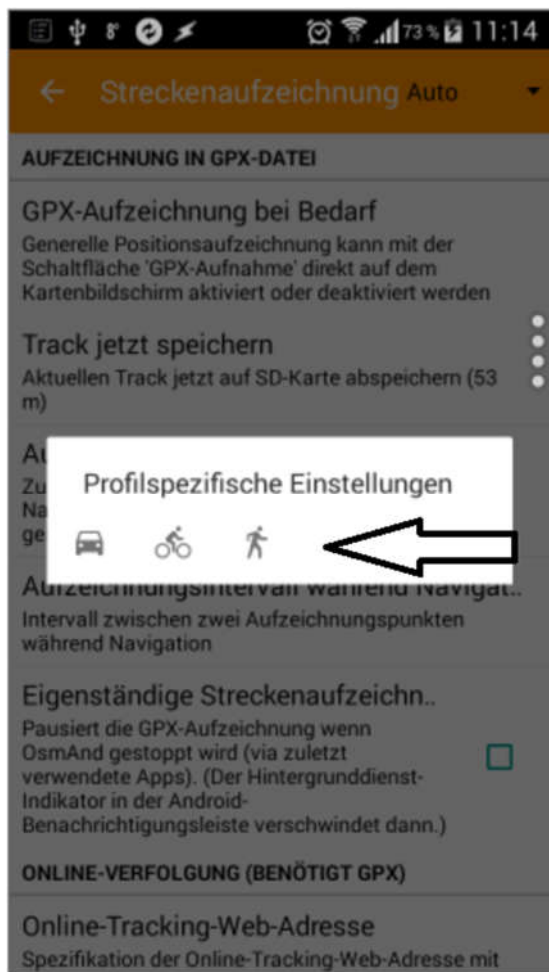 8° 73 % 11:14
Streckenaufzeichnung Auto
AUFZEICHNUNG IN GPX-DATEI
GPX-Aufzeichnung bei Bedarf
Generelle Positionsaufzeichnung kann mit der
Schaltfläche 'GPX-Aufnahme' direkt auf dem
Kartenbildschirm aktiviert oder deaktiviert werden
Track jetzt speichern
Aktuellen Track jetzt auf SD-Karte abspeichern (53
m)
Profilspezifische Einstellungen
Aufzeichnungsintervall während Navigat..
Intervall zwischen zwei Aufzeichnungspunkten
während Navigation
Eigenständige Streckenaufzeichn..
Pausiert die GPX-Aufzeichnung wenn
OsmAnd gestoppt wird (via zuletzt
verwendete Apps). (Der Hintergrunddienst-
Indikator in der Android-
Benachrichtigungsleiste verschwindet dann.)
ONLINE-VERFOLGUNG (BENÖTIGT GPX)
Online-Tracking-Web-Adresse
Spezifikation der Online-Tracking-Web-Adresse mit